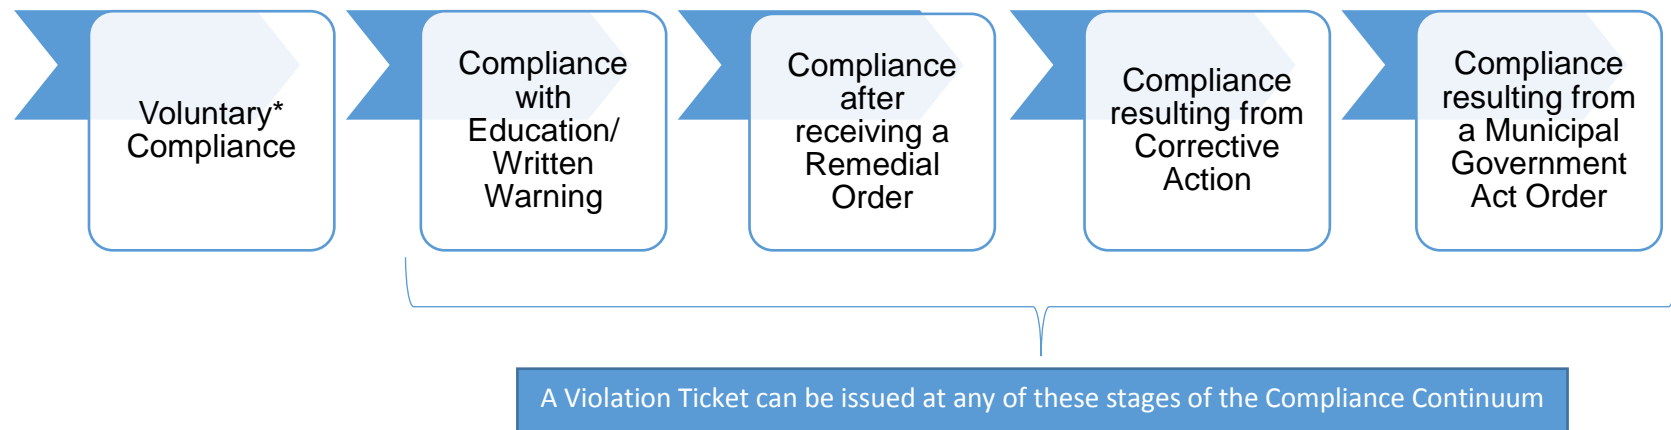 Voluntary*
Compliance
Compliance
with
Education/
Written
Warning
Compliance
after
receiving a
Remedial
Order
Compliance
resulting from
Corrective
Action
Compliance
resulting from
a Municipal
Government
Act Order
A Violation Ticket can be issued at any of these stages of the Compliance Continuum